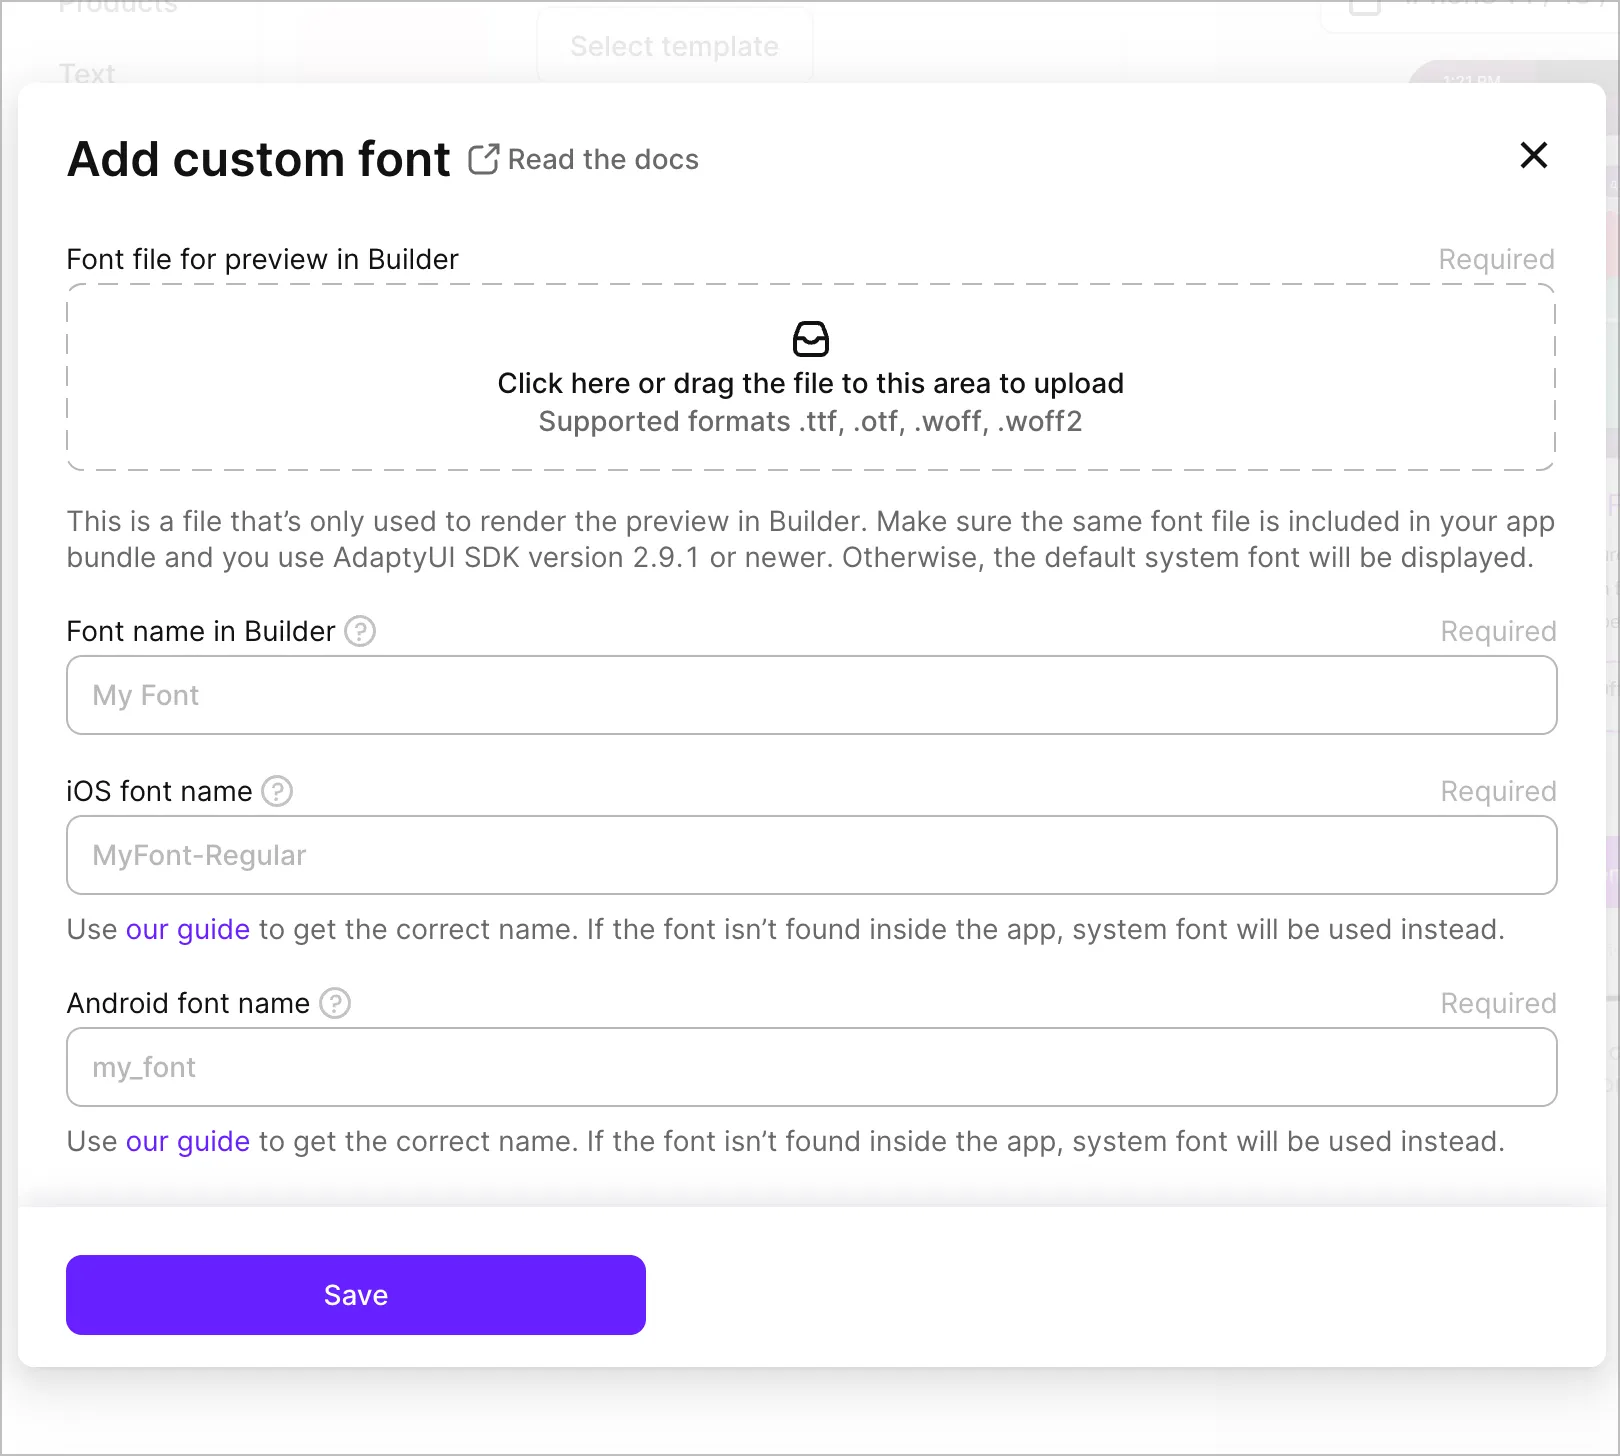 Products
Select template
Text
1:21 PM
Add custom font
Read the docs
Font file for preview in Builder
Required
Click here or drag the file to this area to upload
Supported formats .ttf, .otf, .woff, .woff2
This is a file that’s only used to render the preview in Builder. Make sure the same font file is included in your app
bundle and you use AdaptyUI SDK version 2.9.1 or newer. Otherwise, the default system font will be displayed.
Font name in Builder ?
Required
My Font
iOS font name ?
Required
MyFont-Regular
Use our guide to get the correct name. If the font isn’t found inside the app, system font will be used instead.
Android font name ?
Required
my_font
Use our guide to get the correct name. If the font isn’t found inside the app, system font will be used instead.
Save